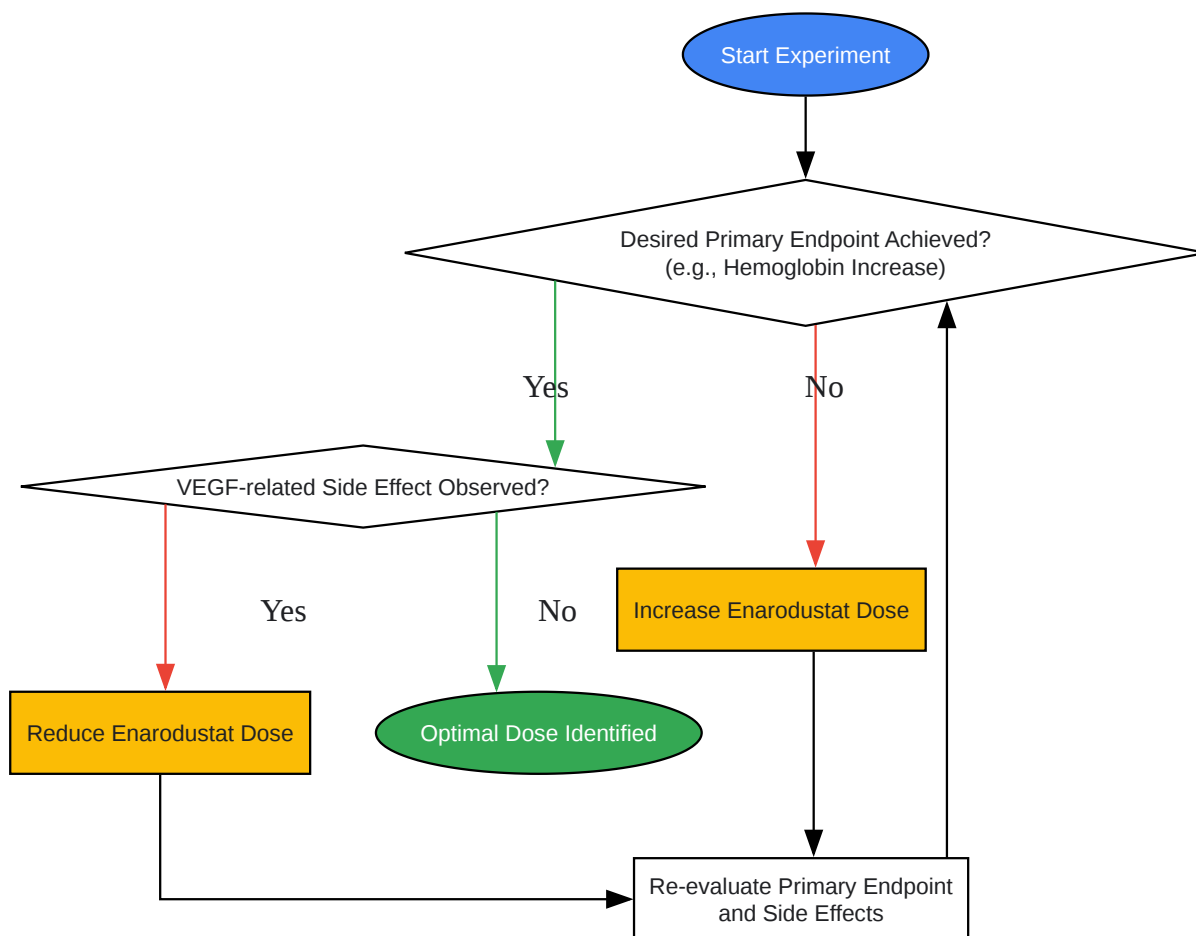 Start Experiment
Desired Primary Endpoint Achieved?
(e.g., Hemoglobin Increase)
Yes
No
VEGF-related Side Effect Observed?
Yes
No
Increase Enarodustat Dose
Reduce Enarodustat Dose
Optimal Dose Identified
Re-evaluate Primary Endpoint
and Side Effects